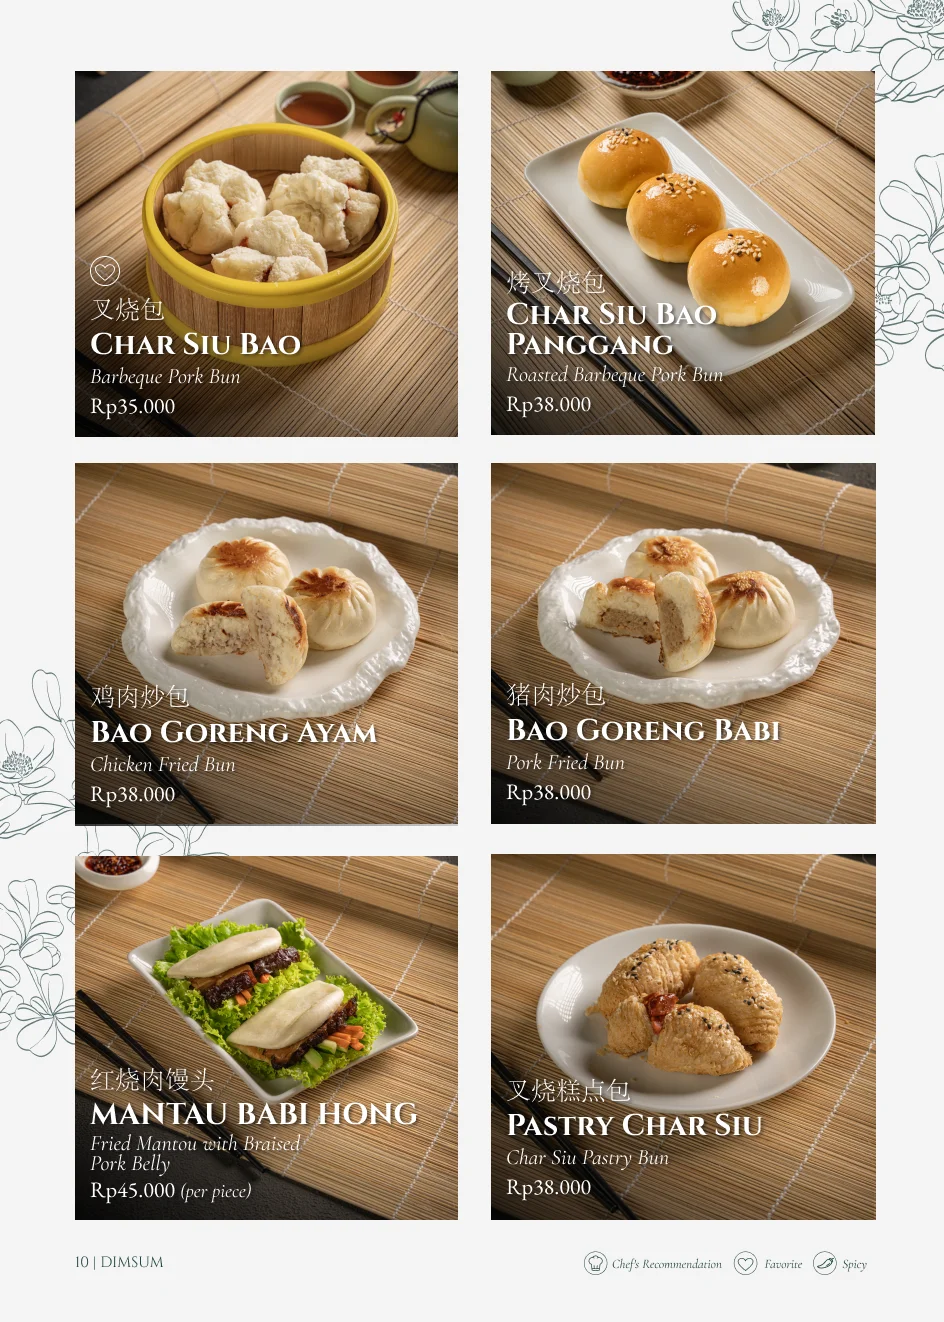 叉烧包
Char Siu Bao
Barbeque Pork Bun
Rp35.000
烤叉烧包
Char Siu Bao
Panggang
Roasted Barbeque Pork Bun
Rp38.000
鸡肉炒包
Bao Goreng Ayam
Chicken Fried Bun
Rp38.000
猪肉炒包
Bao Goreng Babi
Pork Fried Bun
Rp38.000
红烧肉馒头
MANTAU BABI HONG
Fried Mantou with Braised
Pork Belly
Rp45.000 (per piece)
叉烧糕点包
Pastry Char Siu
Char Siu Pastry Bun
Rp38.000
10 | DIMSUM
Chef's Recommendation
Favorite
Spicy